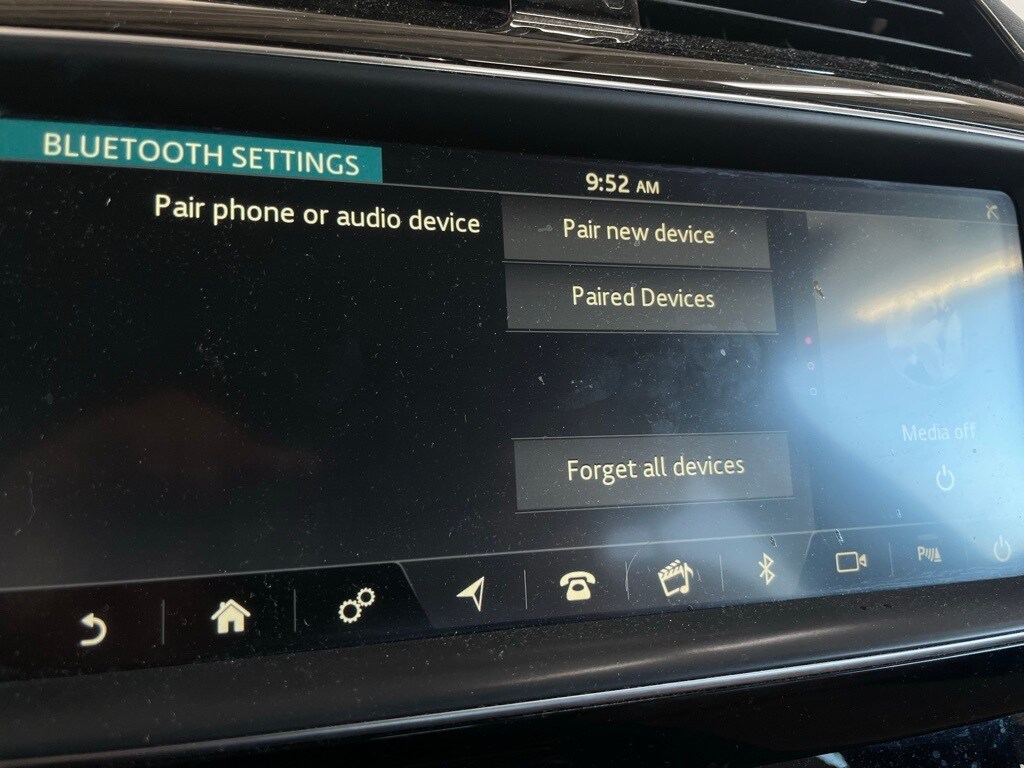 BLUETOOTH SETTINGS
9:52 AM
Pair phone or audio device
Pair new device
Paired Devices
Forget all devices
Media off
P